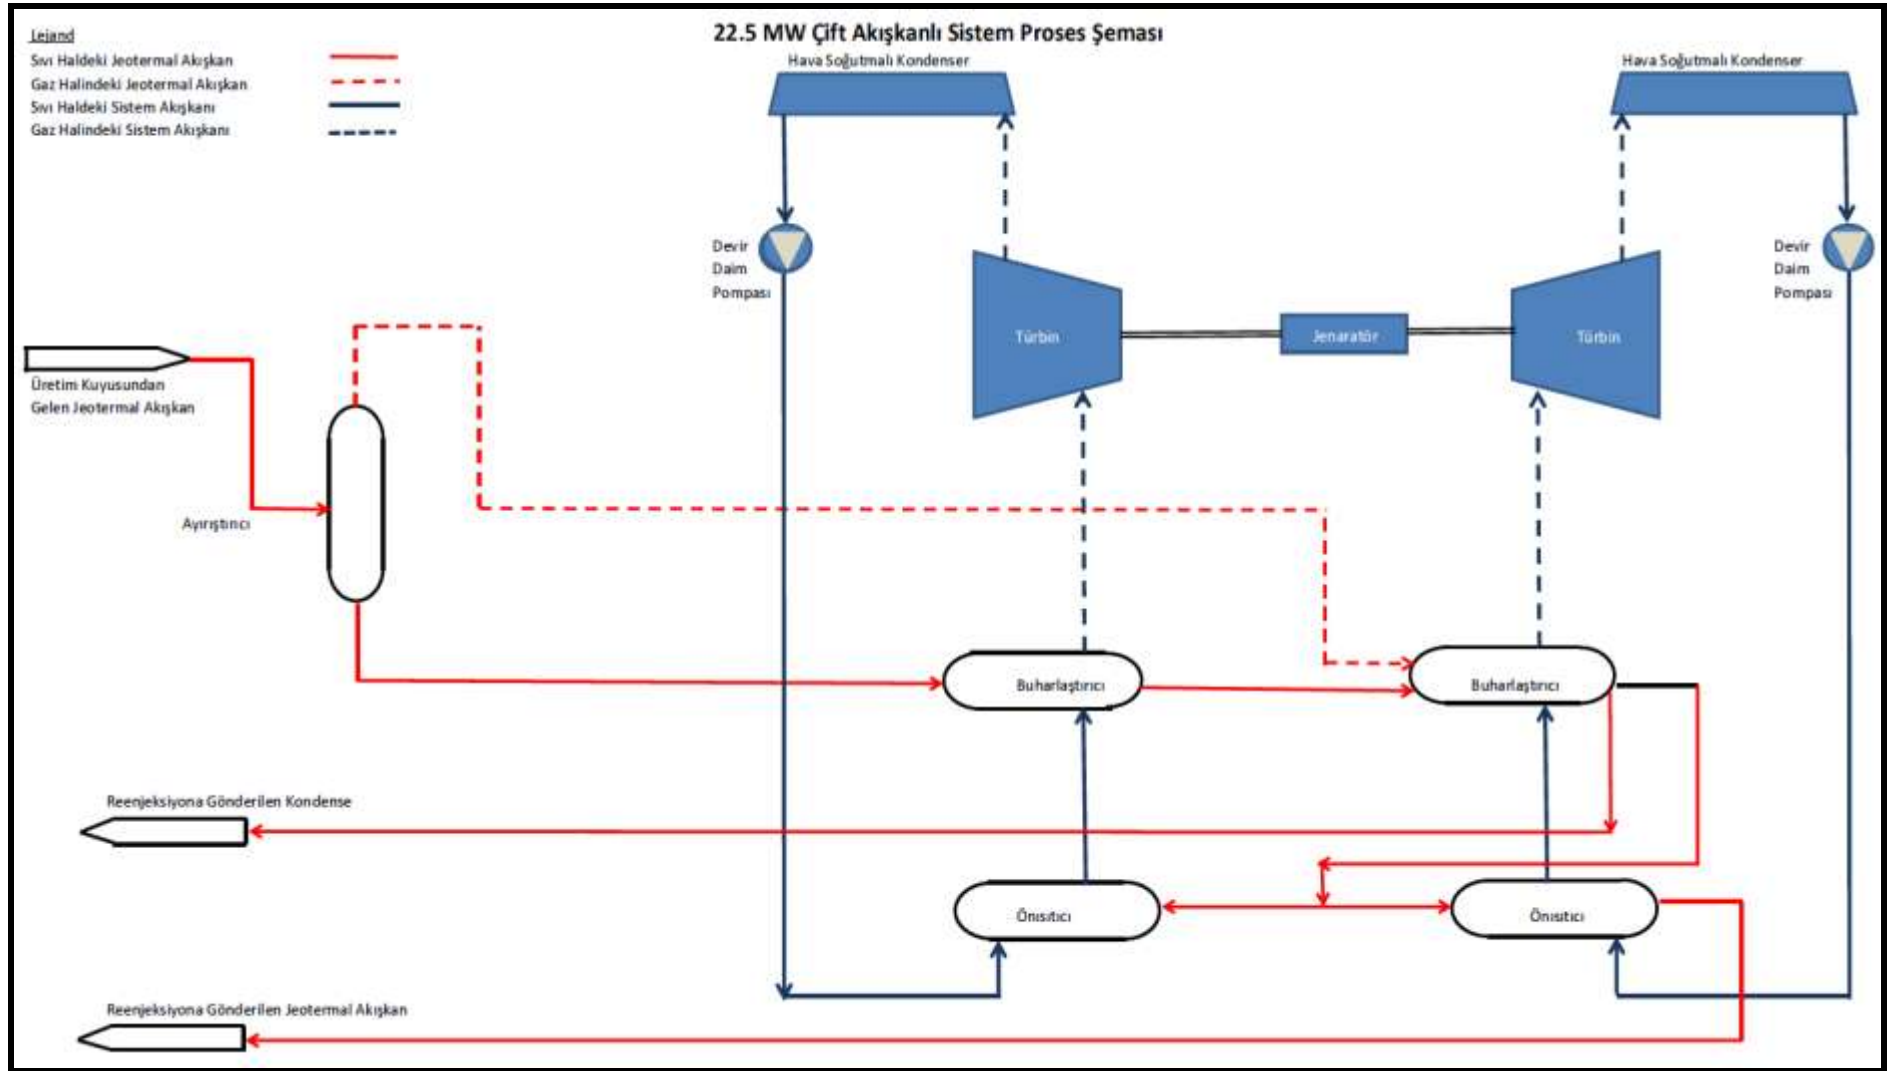 22.5 MW Çift Akışkanlı Sistem Proses Şeması
Lejand
Sıvı Haldeki Jeotermal Akışkan
Gaz Halindeki Jeotermal Akışkan
Sıvı Haldeki Sistem Akışkanı
Gaz Halindeki Sistem Akışkanı
Hava Soğutmalı Kondenser
Hava Soğutmalı Kondenser
Devir
Daim
Pompası
Devir
Daim
Pompası
Türbin
Jenaratör
Türbin
Üretim Kuyusundan
Gelen Jeotermal Akışkan
Ayırıştırıcı
Buharlaştırıcı
Buharlaştırıcı
Reenjeksiyona Gönderilen Kondense
Önısıtıcı
Önısıtıcı
Reenjeksiyona Gönderilen Jeotermal Akışkan